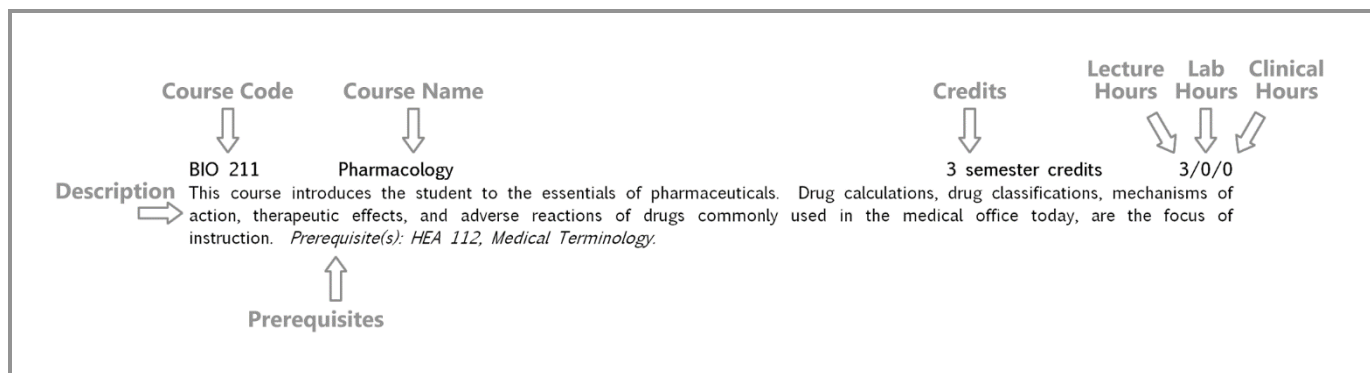 Lecture Lab Clinical
Course Code Course Name Credits Hours Hours Hours
BIO 211 Pharmacology 3 semester credits 3/0/0
Description This course introduces the student to the essentials of pharmaceuticals. Drug calculations, drug classifications, mechanisms of
action, therapeutic effects, and adverse reactions of drugs commonly used in the medical office today, are the focus of
instruction. Prerequisite(s): HEA 112, Medical Terminology.
Prerequisites